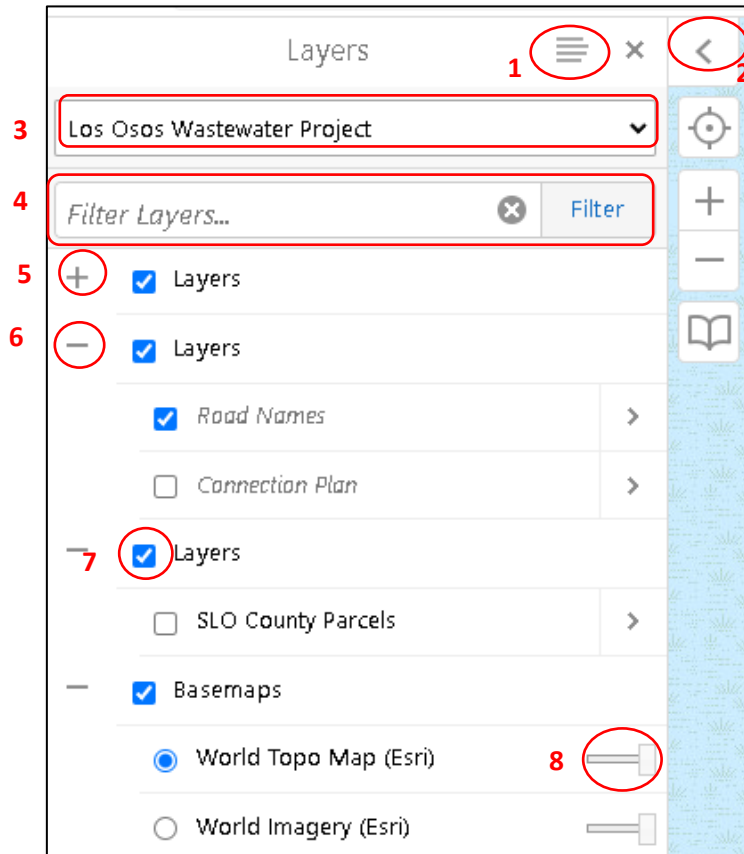 Layers
1
2
3
Los Osos Wastewater Project
4
Filter Layers...
Filter
5
Layers
6
Layers
Road Names
Connection Plan
7
Layers
SLO County Parcels
Basemaps
World Topo Map (Esri)
8
World Imagery (Esri)